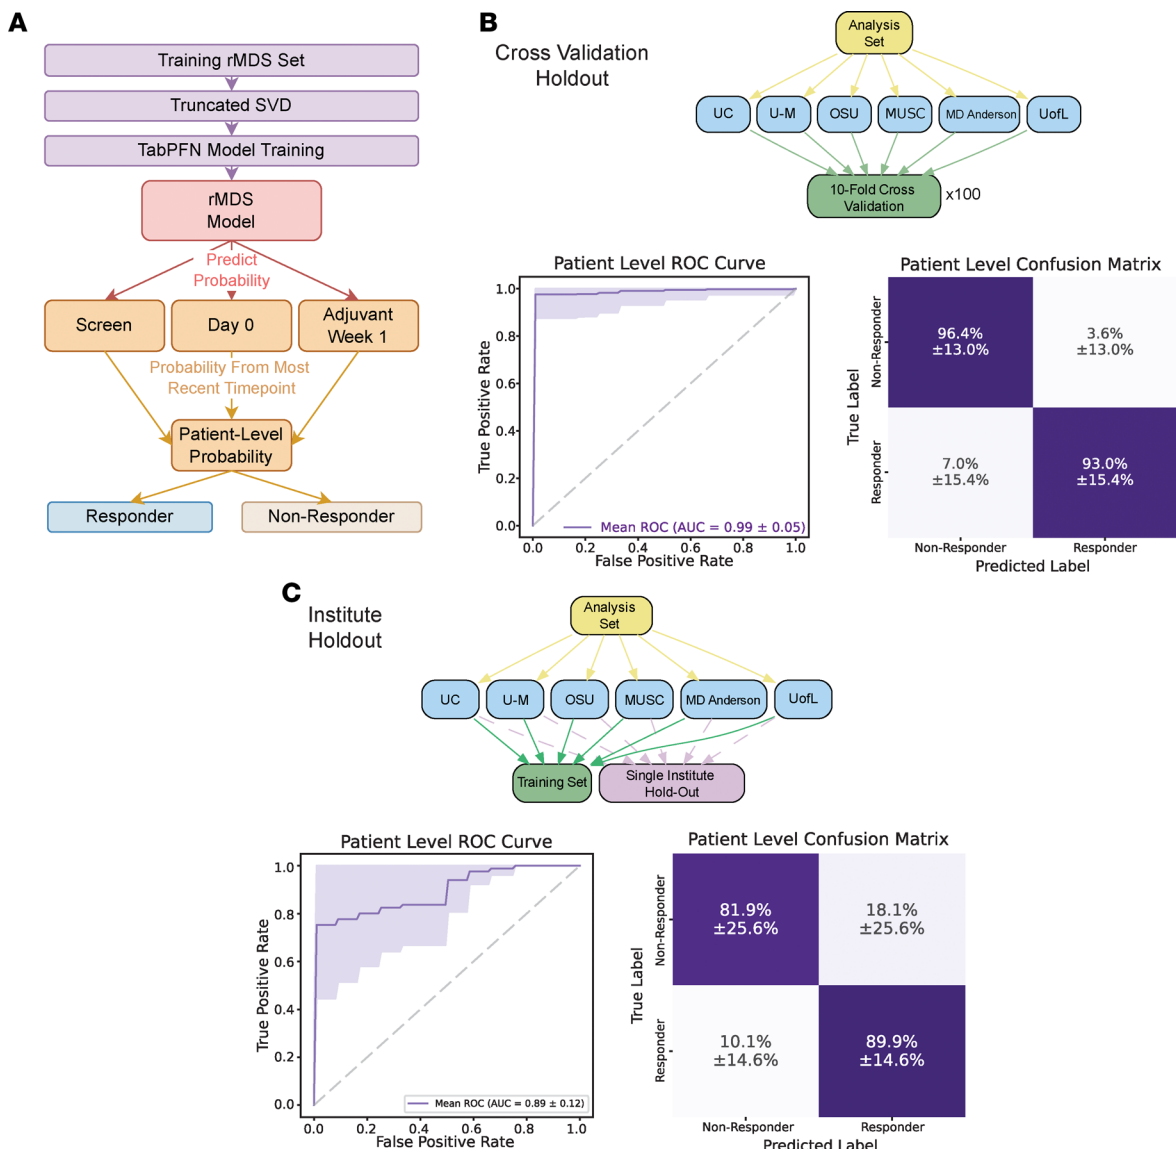 A
Training rMDS Set
Truncated SVD
TabPFN Model Training
rMDS
Model
Predict
Probability
Screen
Day 0
Adjuvant
Week 1
Probability From Most
Recent Timepoint
Patient-Level
Probability
Responder
Non-Responder
B
Cross Validation
Holdout
Analysis
Set
UC
U-M
OSU
MUSC
MD Anderson
UofL
10-Fold Cross
Validation
x100
Patient Level ROC Curve
True Positive Rate
1.0
0.8
0.6
0.4
0.2
0.0
Mean ROC (AUC = 0.99 ± 0.05)
0.0
0.2
0.4
0.6
0.8
1.0
False Positive Rate
Patient Level Confusion Matrix
True Label
Non-Responder
Responder
96.4%
±13.0%
3.6%
±13.0%
7.0%
±15.4%
93.0%
±15.4%
Non-Responder
Responder
Predicted Label
C
Institute
Holdout
Analysis
Set
UC
U-M
OSU
MUSC
MD Anderson
UofL
Training Set
Single Institute
Hold-Out
Patient Level ROC Curve
True Positive Rate
1.0
0.8
0.6
0.4
0.2
0.0
Mean ROC (AUC = 0.89 ± 0.12)
0.0
0.2
0.4
0.6
0.8
1.0
False Positive Rate
Patient Level Confusion Matrix
True Label
Non-Responder
Responder
81.9%
±25.6%
18.1%
±25.6%
10.1%
±14.6%
89.9%
±14.6%
Non-Responder
Responder
Predicted Label